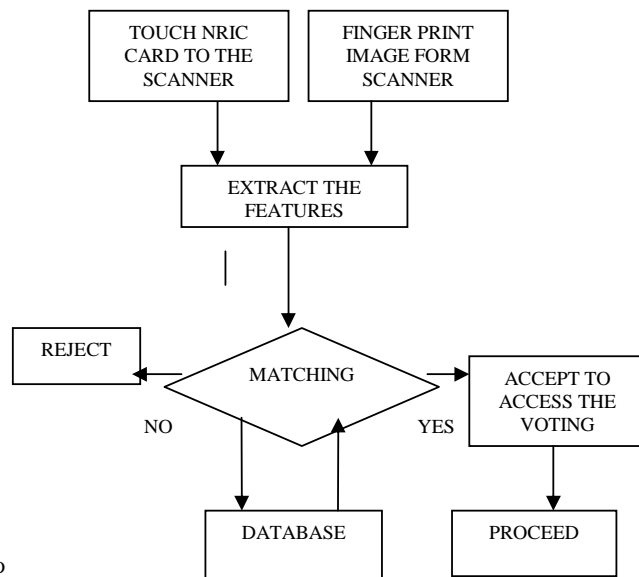 TOUCH NRIC
CARD TO THE
SCANNER
FINGER PRINT
IMAGE FORM
SCANNER
EXTRACT THE
FEATURES
REJECT
MATCHING
ACCEPT TO
ACCESS THE
VOTING
NO
YES
DATABASE
PROCEED
o